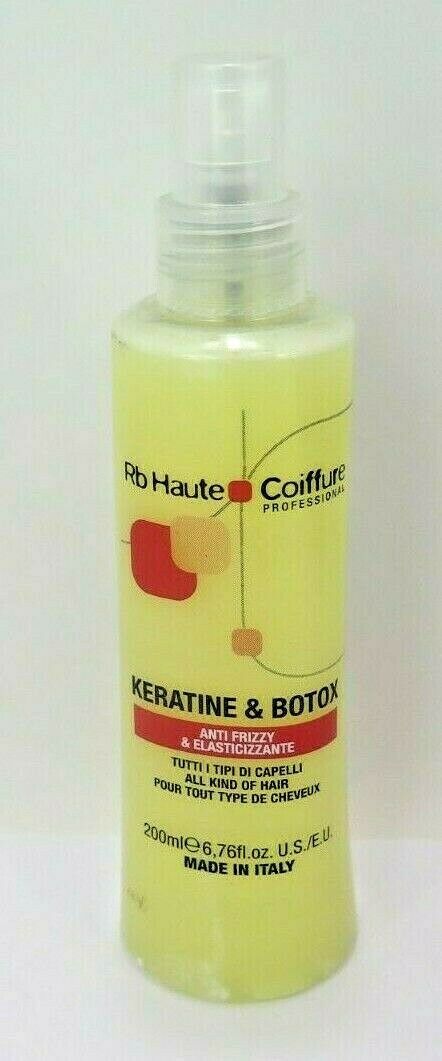 Rb Haute Coiffure
PROFESSIONAL
KERATINE & BOTOX
ANTI FRIZZY
& ELASTICIZZANTE
TUTTI I TIPI DI CAPELLI
ALL KIND OF HAIR
POUR TOUT TYPE DE CHEVEUX
200ml℮6,76fl.oz. U.S./E.U.
MADE IN ITALY